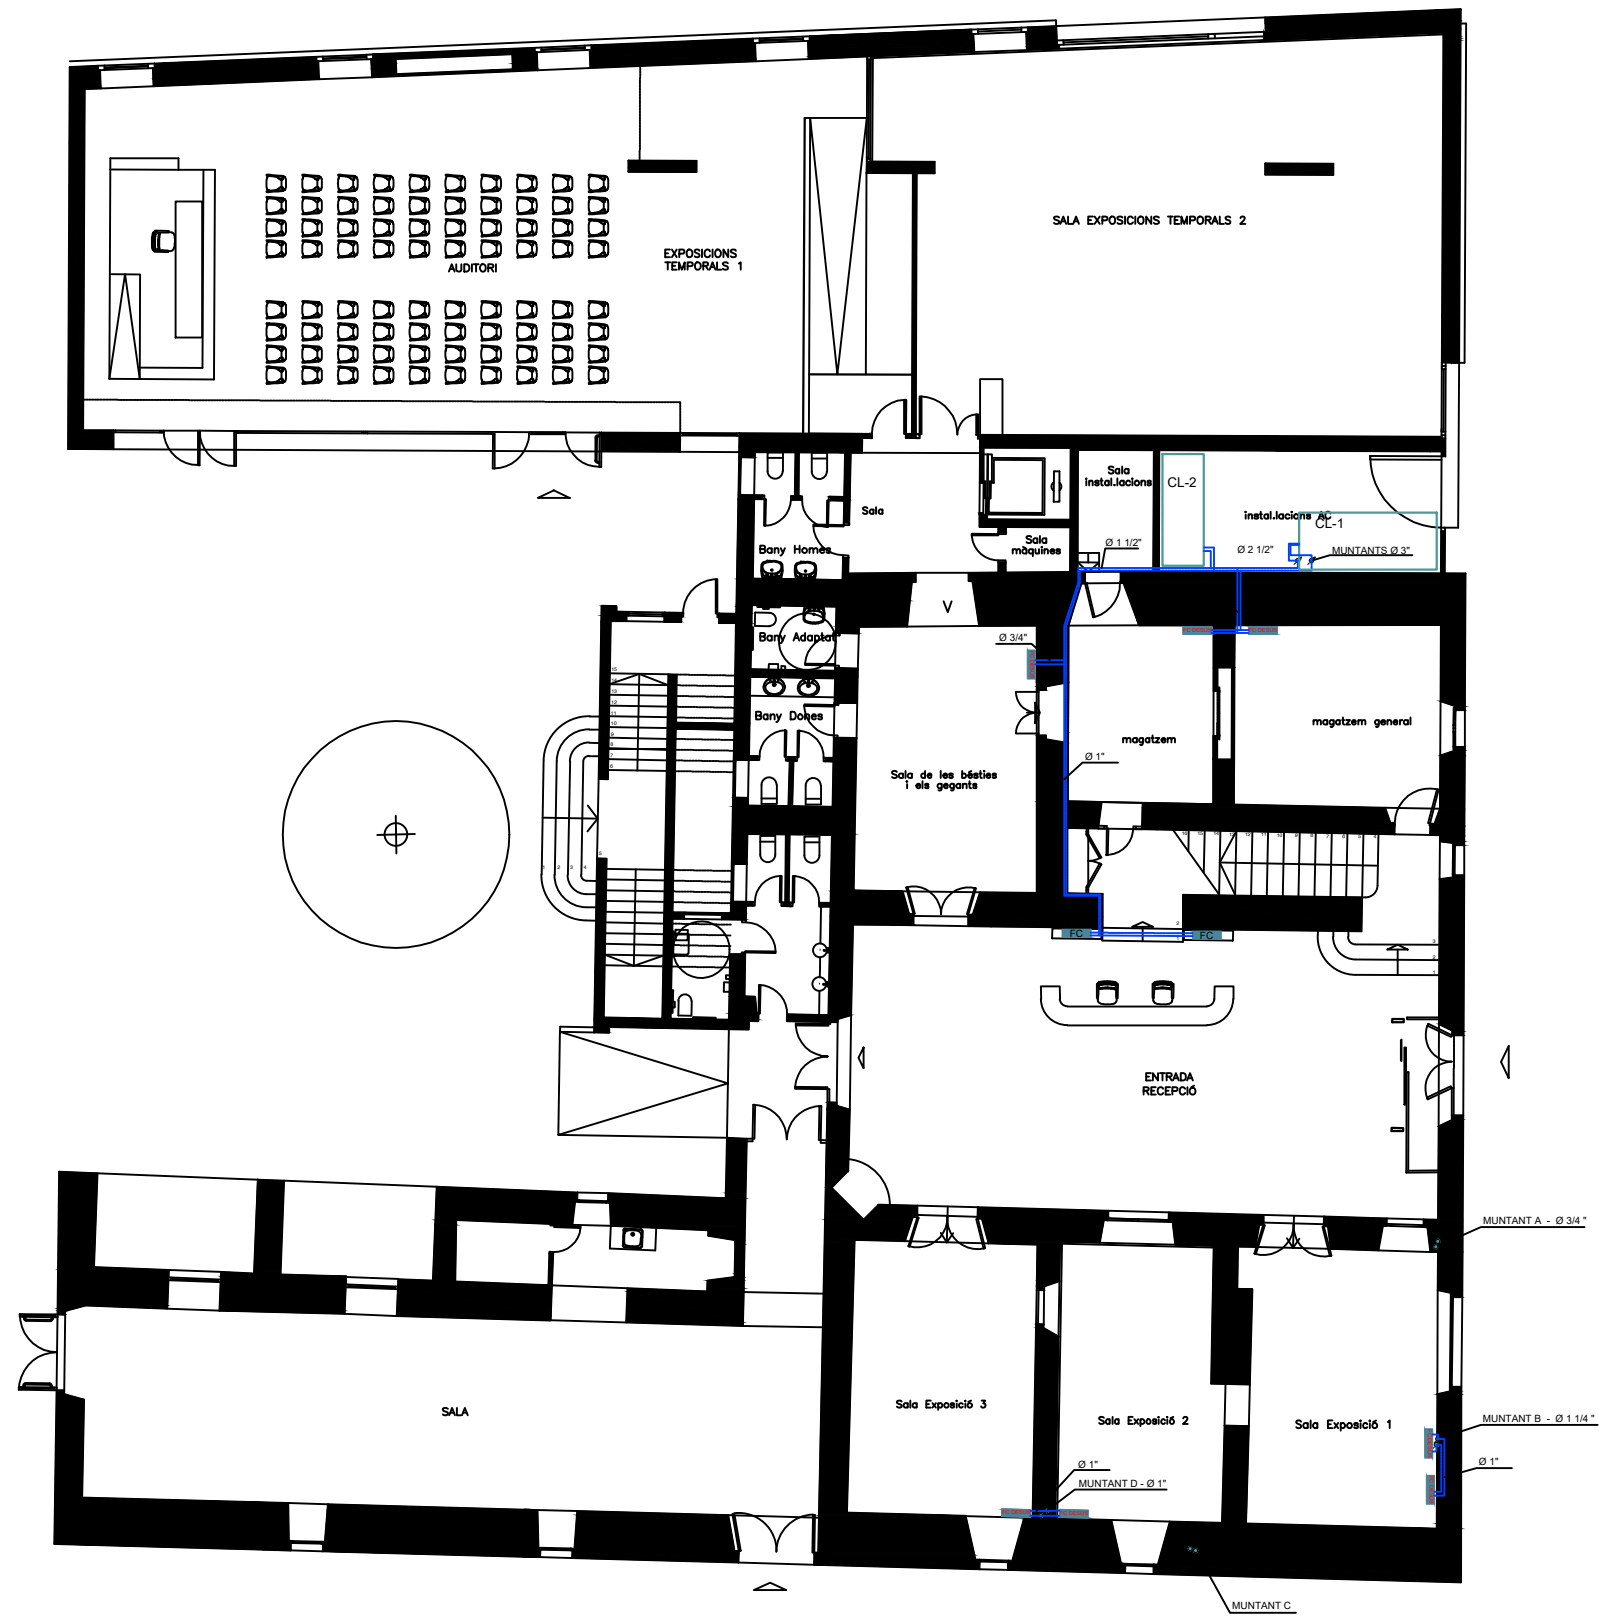 SALA EXPOSICIONS TEMPORALS 2
EXPOSICIONS
TEMPORALS 1
AUDITORI
Sala
instal.lacions
CL-2
instal.lacions AC
CL-1
Sala
Sala
màquines
Ø 1 1/2"
Ø 2 1/2"
MUNTANTS Ø 3"
Bany Homes
V
Bany Adaptat
Ø 3/4"
Bany Dones
magatzem
magatzem general
Ø 1"
Sala de les bésties
i els gegants
FC
FC
ENTRADA
RECEPCIÓ
MUNTANT A - Ø 3/4 "
Sala Exposició 3
Sala Exposició 2
Sala Exposició 1
SALA
MUNTANT B - Ø 1 1/4 "
Ø 1"
Ø 1"
MUNTANT D - Ø 1"
MUNTANT C